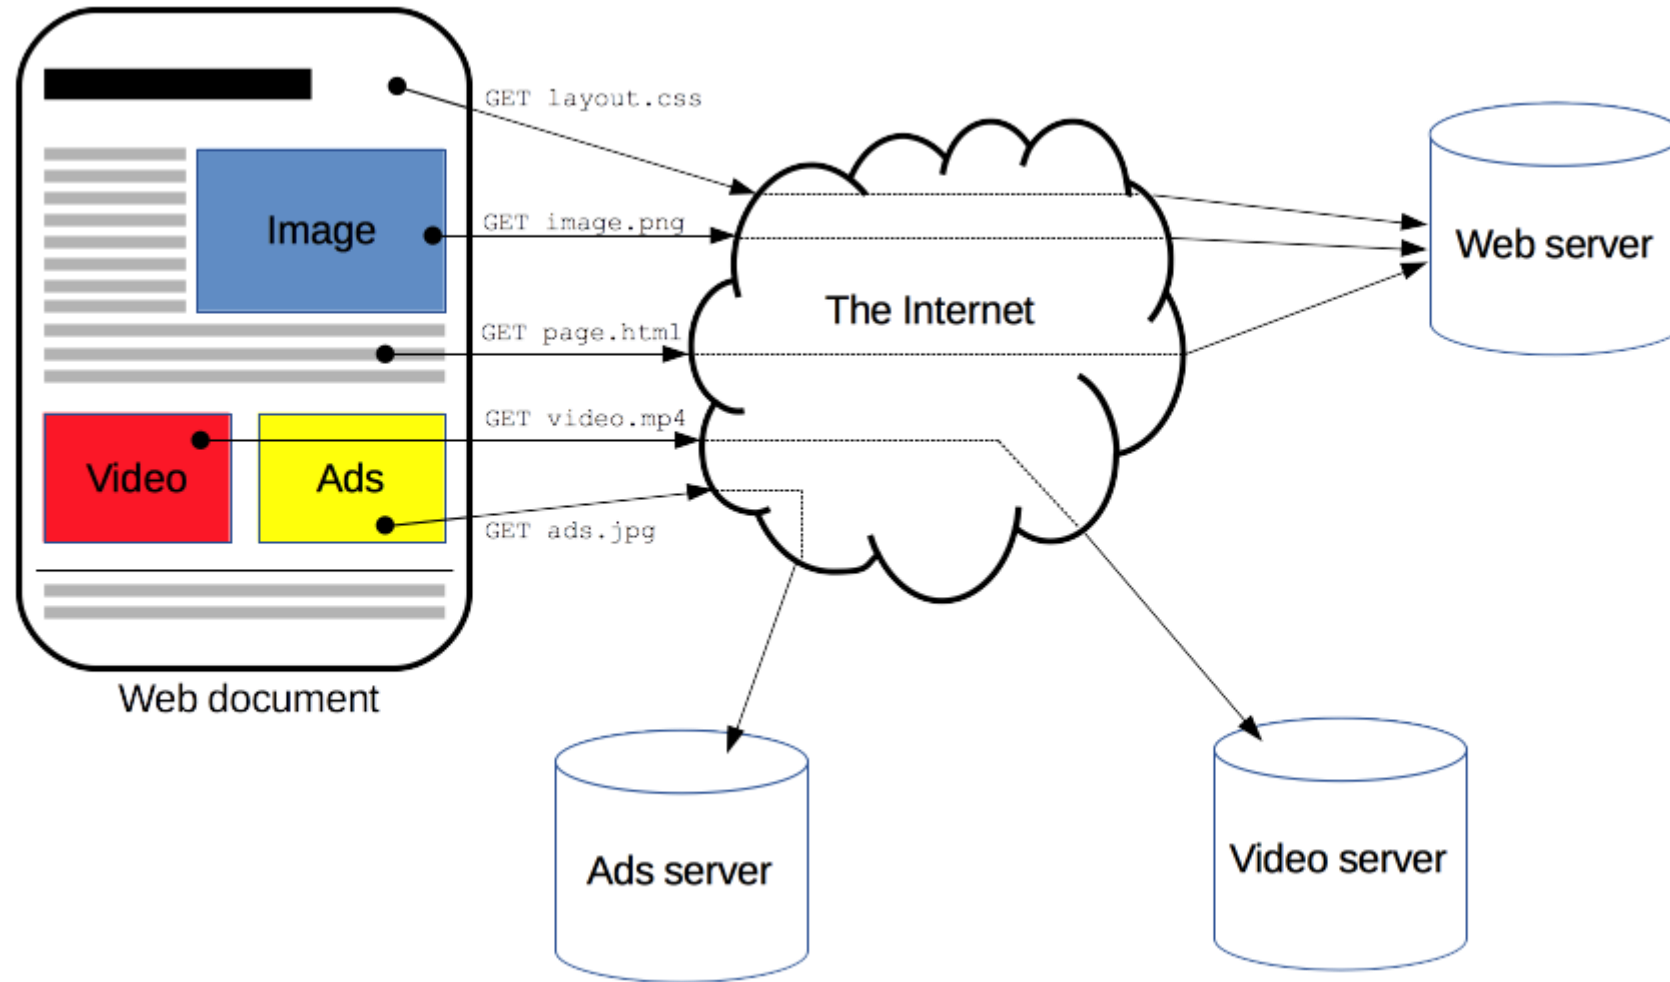 GET layout.css
Image
GET image.png
Web server
The Internet
GET page.html
GET video.mp4
Video
Ads
GET ads.jpg
Web document
Ads server
Video server